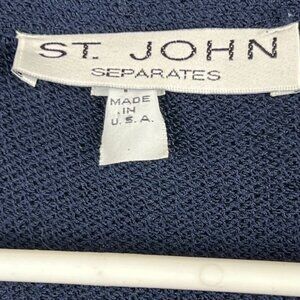 ST. JOHN
SEPARATES
MADE
IN
U.S.A.